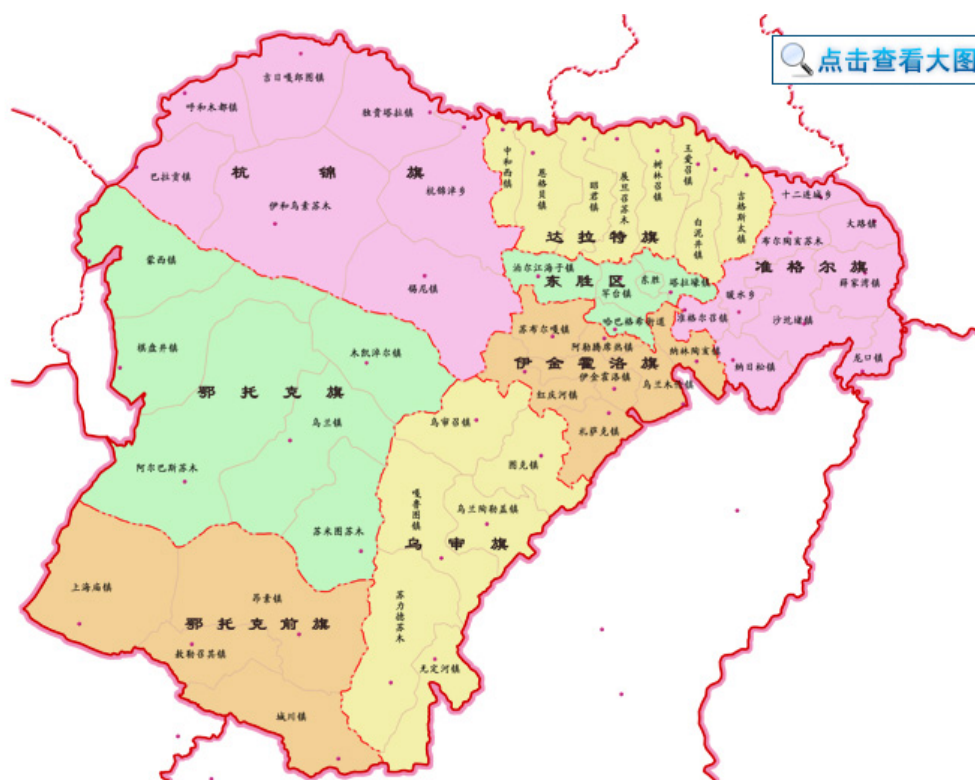 点击查看大图
吉日嘎郎图镇
呼和木都镇
独贵塔拉镇
巴拉贡镇
杭锦旗
杭锦淖乡
伊和乌素苏木
锡尼镇
中和西镇
恩格贝镇
昭君镇
展旦召苏木
树林召镇
王爱召镇
白泥井镇
吉格斯太镇
达拉特旗
十二连城乡
大路镇
布尔陶亥苏木
准格尔旗
薛家湾镇
暖水乡
准格尔召镇
沙圪堵镇
龙口镇
纳日松镇
泊尔江海子镇
东胜区
东胜
塔拉壕镇
罕台镇
哈巴格希街道
苏布尔嘎镇
阿勒腾席热镇
纳林陶亥镇
伊金霍洛旗
伊金霍洛镇
乌兰木伦镇
红庆河镇
札萨克镇
蒙西镇
棋盘井镇
木凯淖尔镇
鄂托克旗
乌兰镇
阿尔巴斯苏木
苏米图苏木
乌审召镇
图克镇
嘎鲁图镇
乌兰陶勒盖镇
乌审旗
苏力德苏木
无定河镇
上海庙镇
昂素镇
鄂托克前旗
敖勒召其镇
城川镇